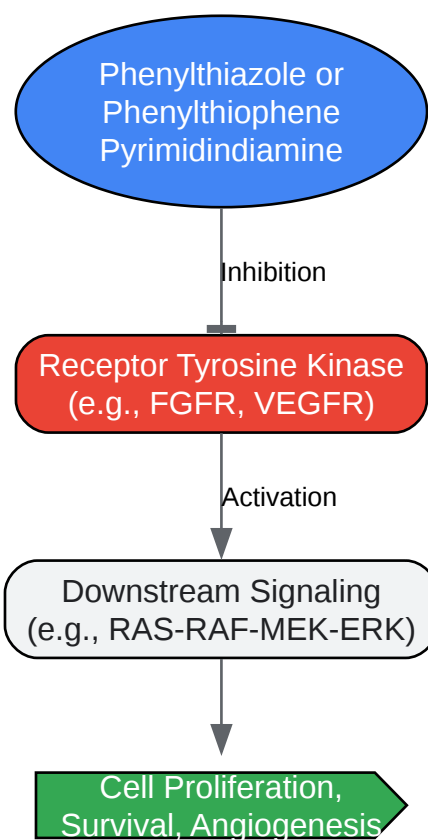 Phenylthiazole or
Phenylthiophene
Pyrimidindiamine
Inhibition
Receptor Tyrosine Kinase
(e.g., FGFR, VEGFR)
Activation
Downstream Signaling
(e.g., RAS-RAF-MEK-ERK)
Cell Proliferation,
Survival, Angiogenesis